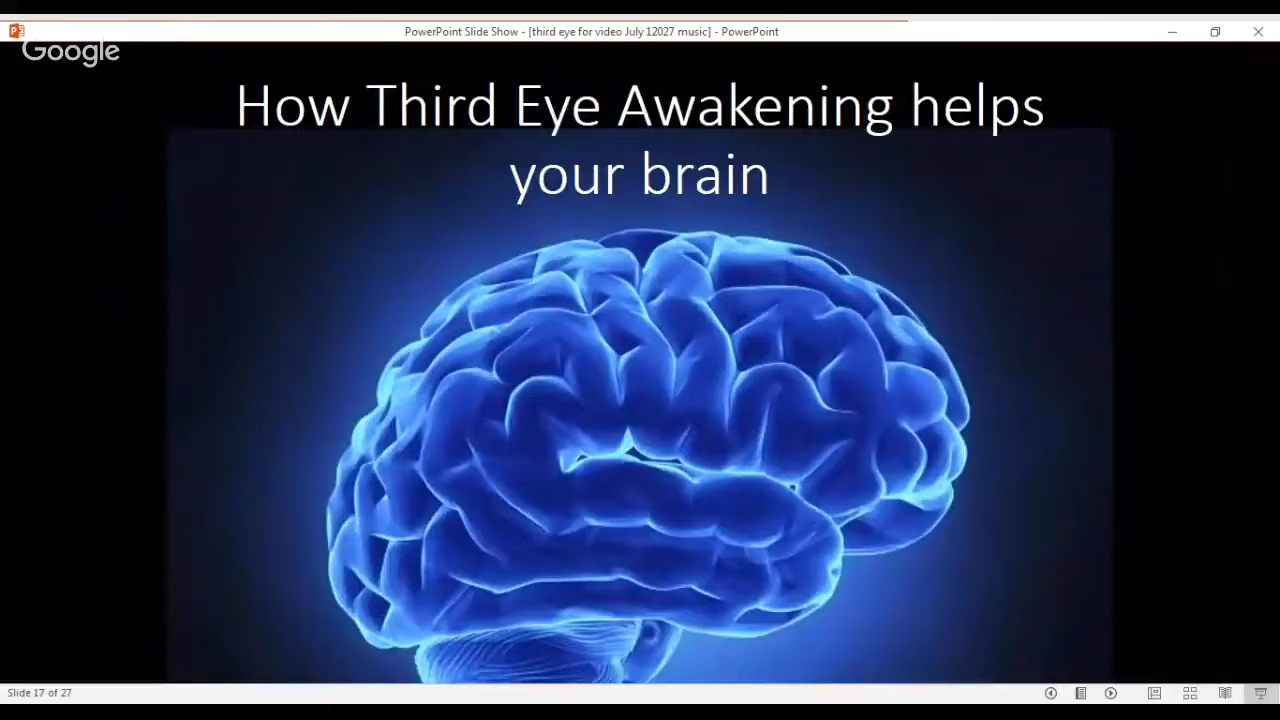 PowerPoint Slide Show - [third eye for video July 12027 music] - PowerPoint
Google
How Third Eye Awakening helps
your brain
Slide 17 of 27